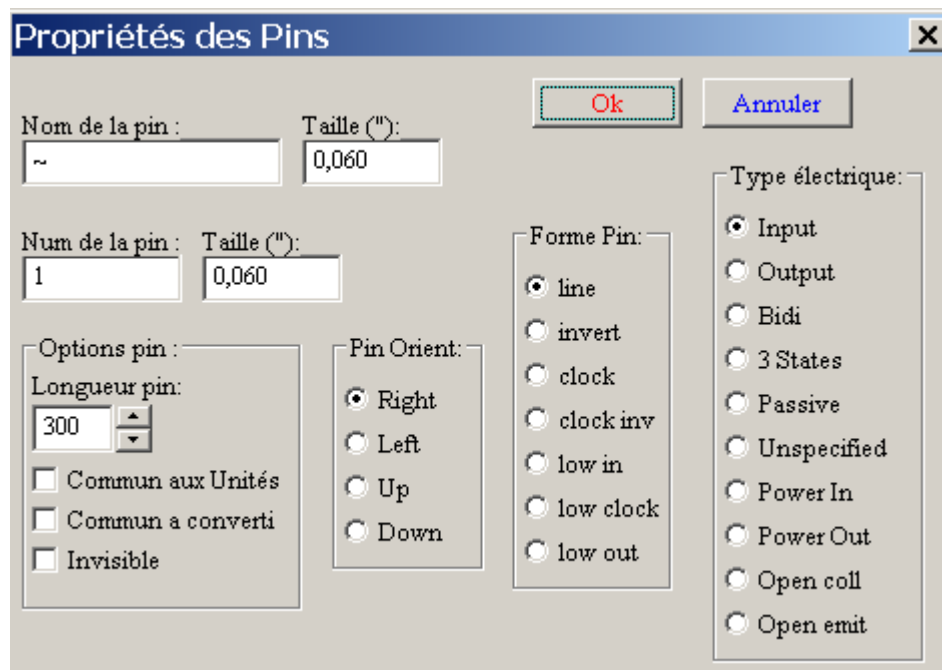 Propriétés des Pins
Ok
Annuler
Nom de la pin :
Taille ("):
~
0,060
Num de la pin :
Taille ("):
1
0,060
Options pin :
Longueur pin:
300
Commun aux Unités
Commun a converti
Invisible
Pin Orient:
Right
Left
Up
Down
Forme Pin:
line
invert
clock
clock inv
low in
low clock
low out
Type électrique:
Input
Output
Bidi
3 States
Passive
Unspecified
Power In
Power Out
Open coll
Open emit